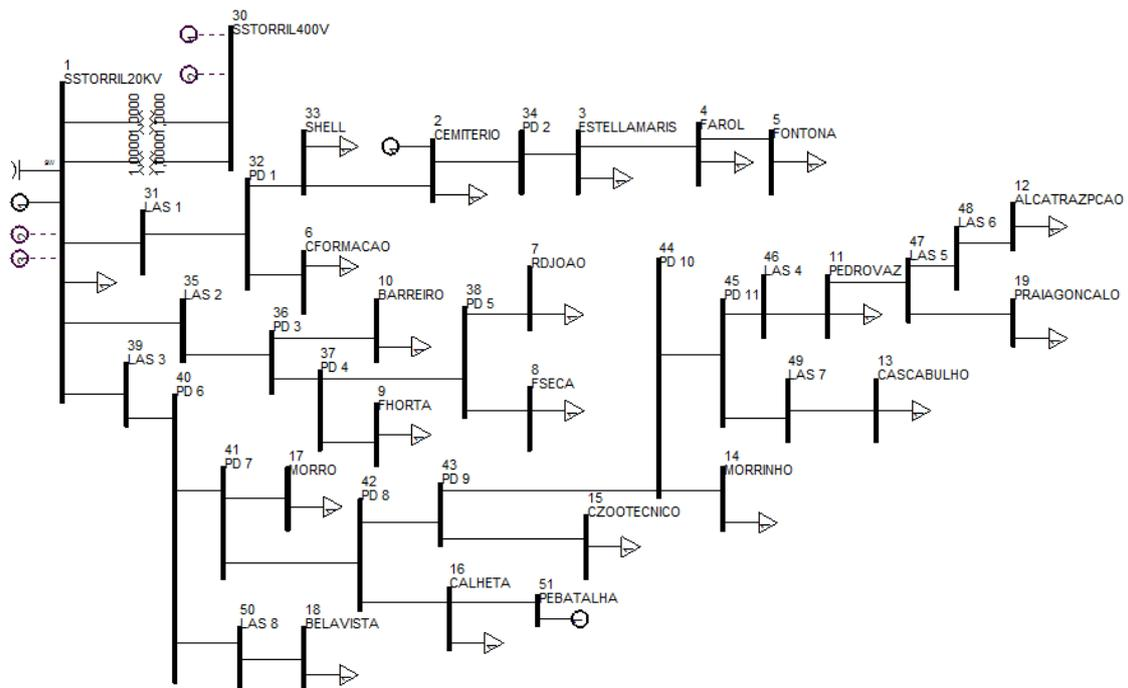 30
SSTORRIL400V
1
SSTORRIL20KV
1,0000
1,0000
1,0000
1,0000
SW
33
SHELL
2
CEMITERIO
34
PD 2
3
ESTELLAMARIS
4
FAROL
5
FONTONA
32
PD 1
31
LAS 1
6
CFORMACAO
12
ALCATRAZPCAO
48
LAS 6
47
LAS 5
11
PEDROVAZ
46
LAS 4
44
PD 10
7
RDJOAO
45
PD 11
19
PRAIAGONCALO
35
LAS 2
10
BARREIRO
38
PD 5
36
PD 3
37
PD 4
39
LAS 3
40
PD 6
9
FHORTA
8
FSECA
49
LAS 7
13
CASCABULHO
41
PD 7
17
MORRO
42
PD 8
43
PD 9
14
MORRINHO
15
CZOOTECNICO
16
CALHETA
51
PEBATALHA
50
LAS 8
18
BELAVISTA